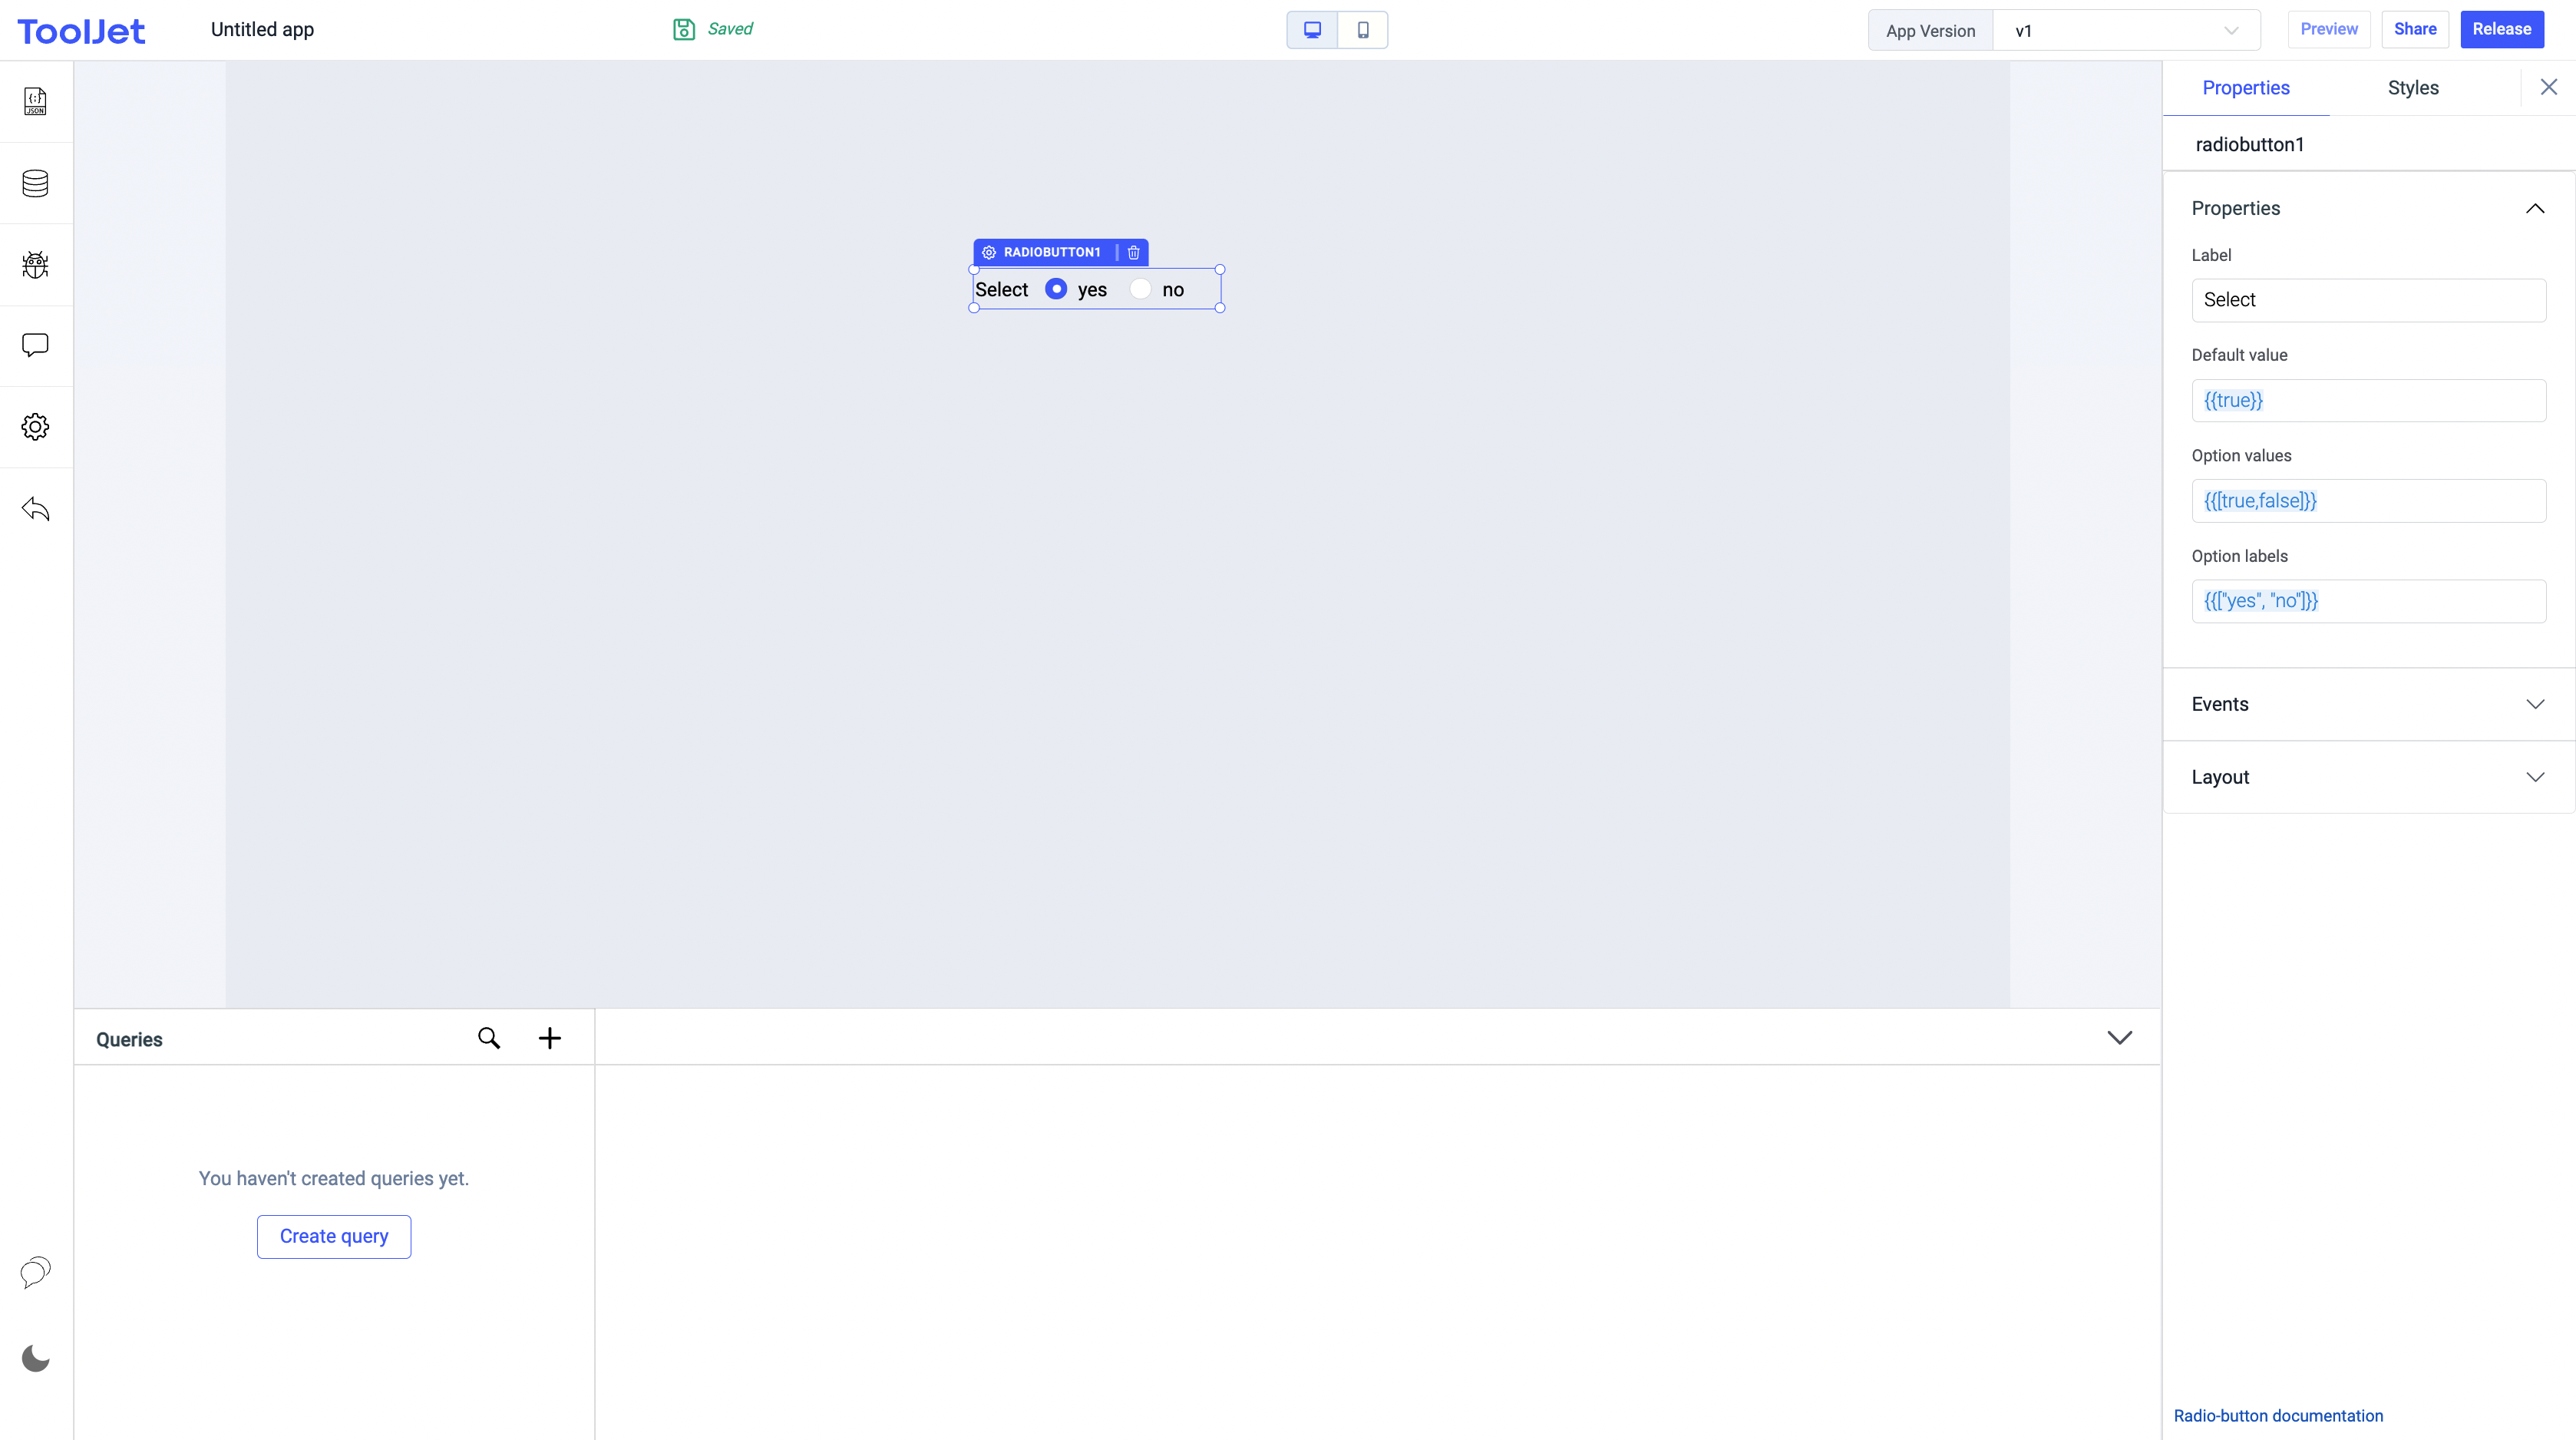 ToolJet
Untitled app
Saved
App Version
v1
Preview
Share
Release
JSON
RADIOBUTTON1
Select
yes
no
Properties
Styles
radiobutton1
Properties
Label
Select
Default value
{{true}}
Option values
{{[true,false]}}
Option labels
{{["yes", "no"]}}
Events
Layout
Queries
You haven't created queries yet.
Create query
Radio-button documentation